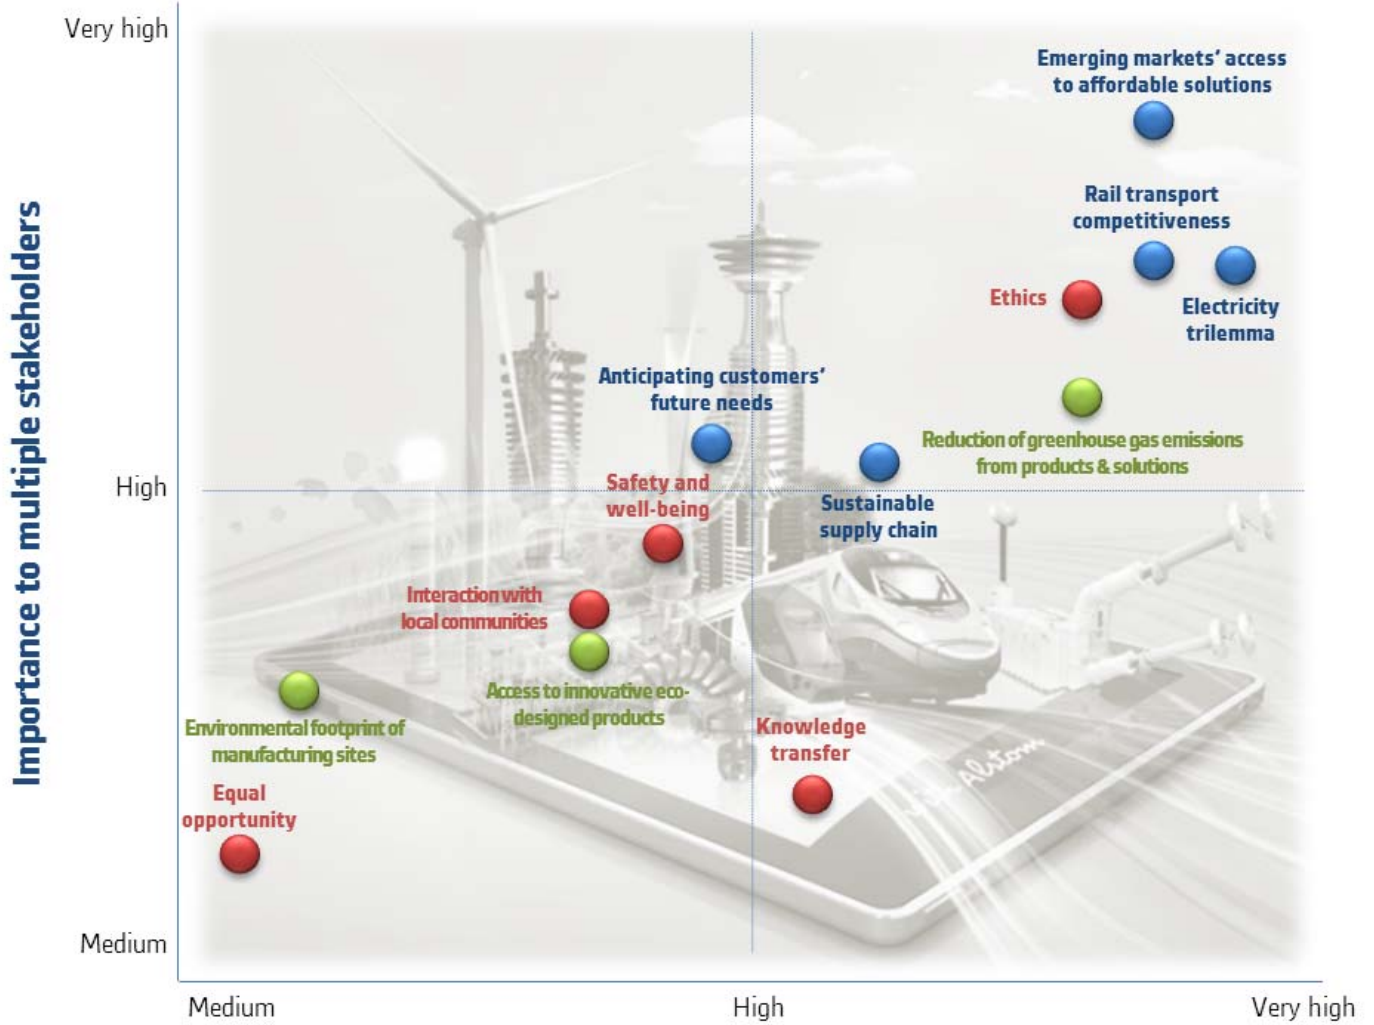 Very high
Emerging markets’ access
to affordable solutions
Rail transport
competitiveness
Ethics
Electricity
trilemma
Importance to multiple stakeholders
Anticipating customers’
future needs
Reduction of greenhouse gas emissions
from products & solutions
High
Safety and
well-being
Sustainable
supply chain
Interaction with
local communities
Access to innovative eco-
designed products
Environmental footprint of
manufacturing sites
Knowledge
transfer
Alstom
Equal
opportunity
Medium
Medium
High
Very high